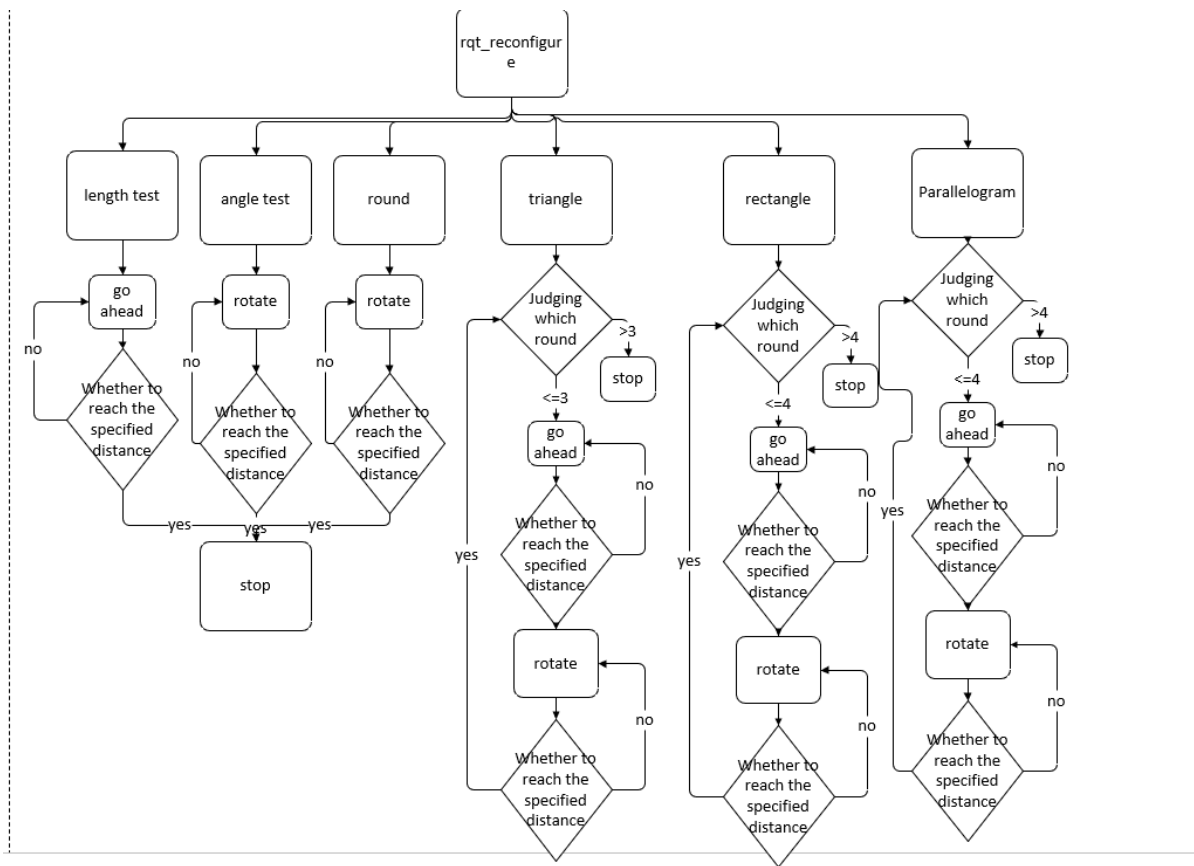 rqt_reconfigur
e
length test
angle test
round
triangle
rectangle
Parallelogram
go
ahead
rotate
rotate
Judging
which
round
>3
stop
<=3
Judging
which
round
>4
stop
<=4
Judging
which
round
>4
stop
<=4
no
no
no
Whether to
reach the
specified
distance
Whether to
reach the
specified
distance
Whether to
reach the
specified
distance
yes
yes
yes
stop
go
ahead
no
Whether to
reach the
specified
distance
yes
rotate
no
Whether to
reach the
specified
distance
go
ahead
no
Whether to
reach the
specified
distance
yes
rotate
no
Whether to
reach the
specified
distance
go
ahead
no
Whether to
reach the
specified
distance
yes
rotate
no
Whether to
reach the
specified
distance